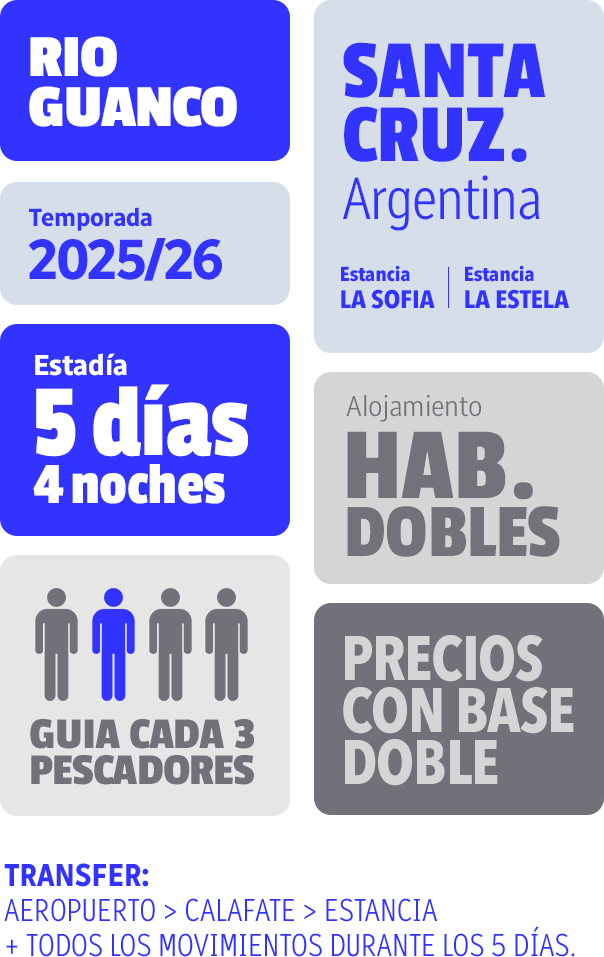 RIO
GUANCO
Temporada
2025/26
Estadía
5 días
4 noches
GUIA CADA 3
PESCADORES
SANTA
CRUZ.
Argentina
Estancia
LA SOFIA
Estancia
LA ESTELA
Alojamiento
HAB.
DOBLES
PRECIOS
CON BASE
DOBLE
TRANSFER:
AEROPUERTO > CALAFATE > ESTANCIA
+ TODOS LOS MOVIMIENTOS DURANTE LOS 5 DÍAS.